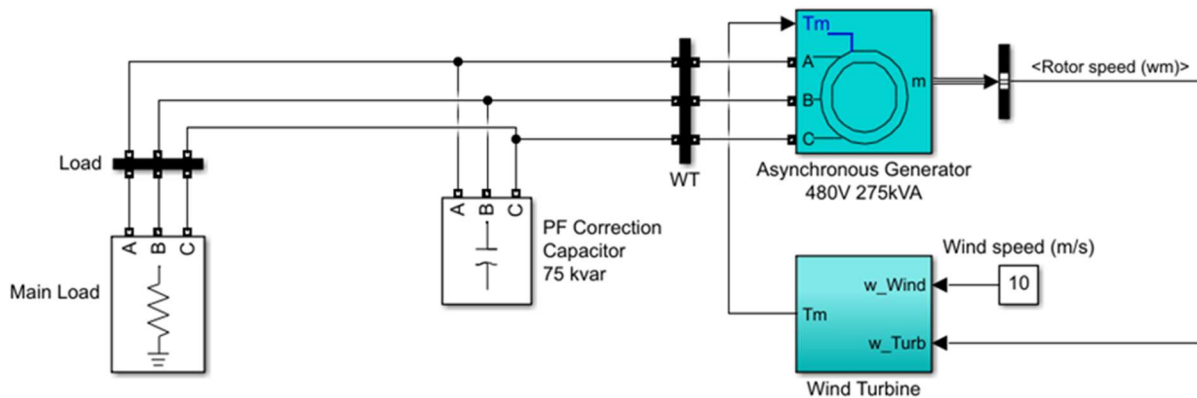 Tm
A
B
C
m
<Rotor speed (wm)>
Asynchronous Generator
480V 275kVA
WT
Load
A
B
C
Main Load
A
B
C
PF Correction
Capacitor
75 kvar
Wind speed (m/s)
10
w_Wind
Tm
w_Turb
Wind Turbine